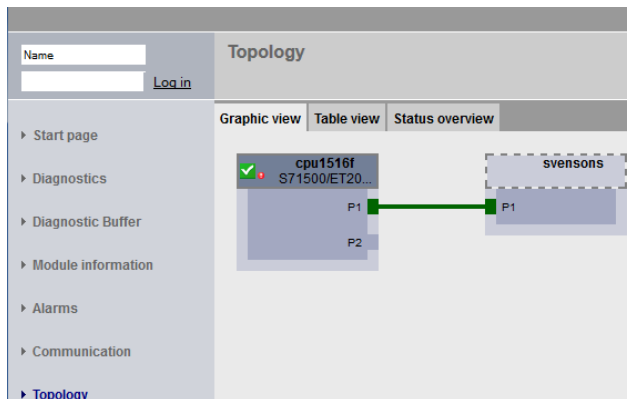 Name
Log in
Topology
Graphic view Table view Status overview
Start page
Diagnostics
Diagnostic Buffer
Module information
Alarms
Communication
Topology
cpu1516f
S71500/ET20...
P1
P2
svensons
P1